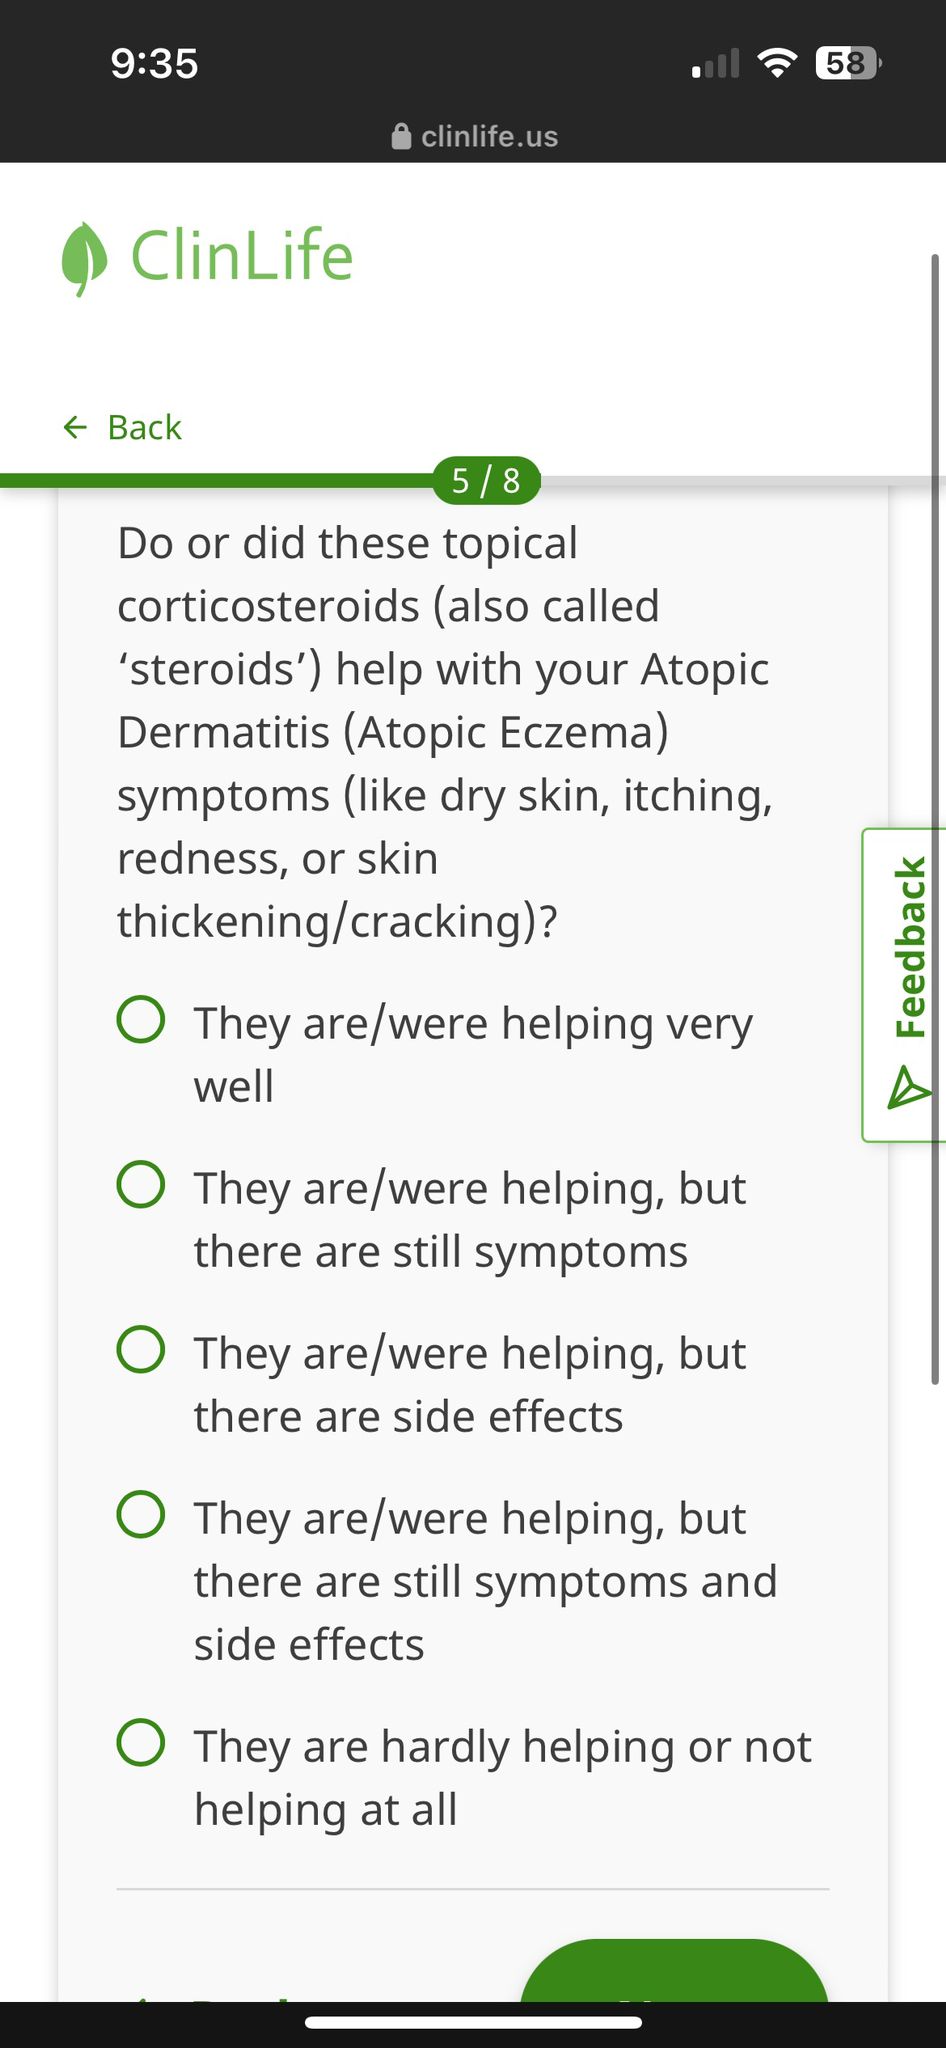 9:35
58
clinlife.us
ClinLife
← Back
5 / 8
Do or did these topical
corticosteroids (also called
‘steroids’) help with your Atopic
Dermatitis (Atopic Eczema)
symptoms (like dry skin, itching,
redness, or skin
thickening/cracking)?
Feedback
They are/were helping very
well
They are/were helping, but
there are still symptoms
They are/were helping, but
there are side effects
They are/were helping, but
there are still symptoms and
side effects
They are hardly helping or not
helping at all